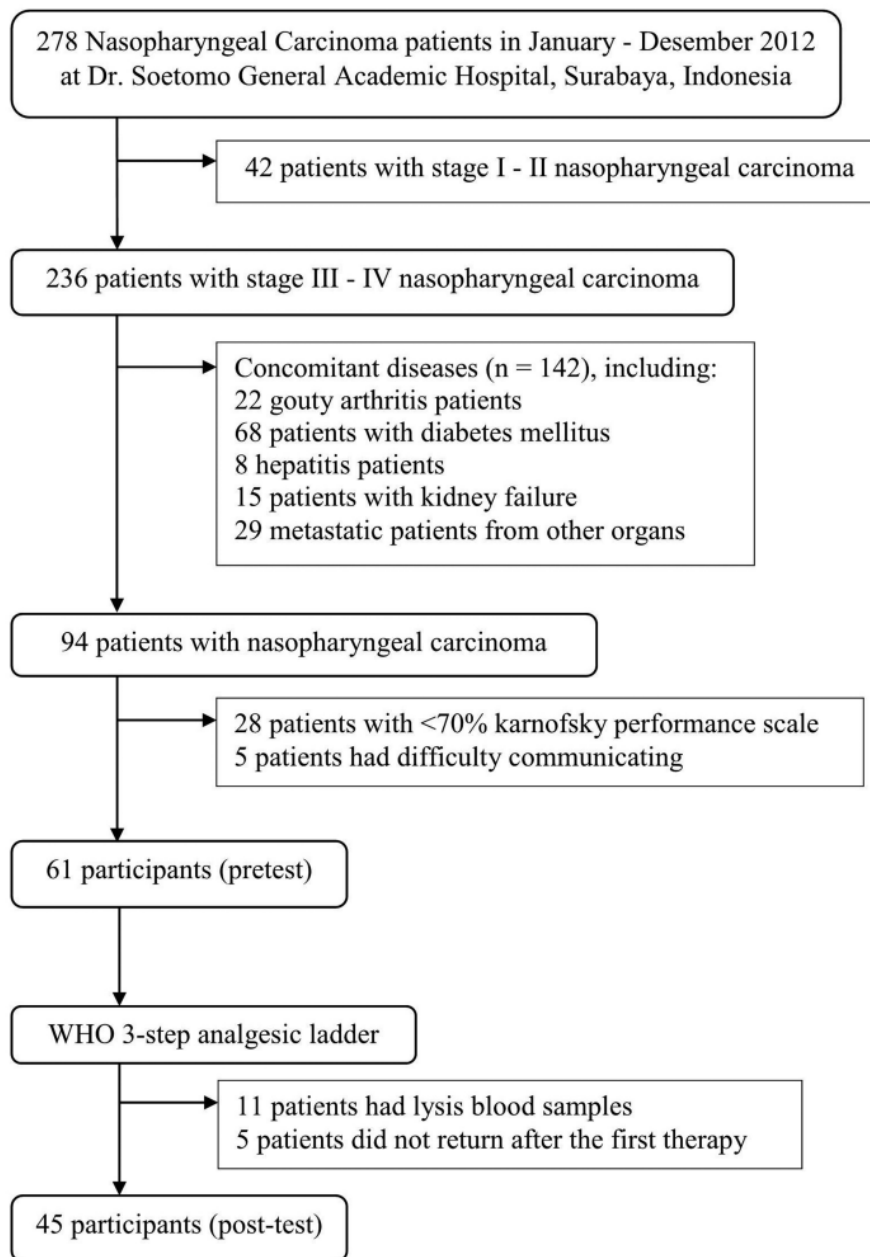 278 Nasopharyngeal Carcinoma patients in January - Desember 2012
at Dr. Soetomo General Academic Hospital, Surabaya, Indonesia
42 patients with stage I - II nasopharyngeal carcinoma
236 patients with stage III - IV nasopharyngeal carcinoma
Concomitant diseases (n = 142), including:
22 gouty arthritis patients
68 patients with diabetes mellitus
8 hepatitis patients
15 patients with kidney failure
29 metastatic patients from other organs
94 patients with nasopharyngeal carcinoma
28 patients with <70% karnofsky performance scale
5 patients had difficulty communicating
61 participants (pretest)
WHO 3-step analgesic ladder
11 patients had lysis blood samples
5 patients did not return after the first therapy
45 participants (post-test)